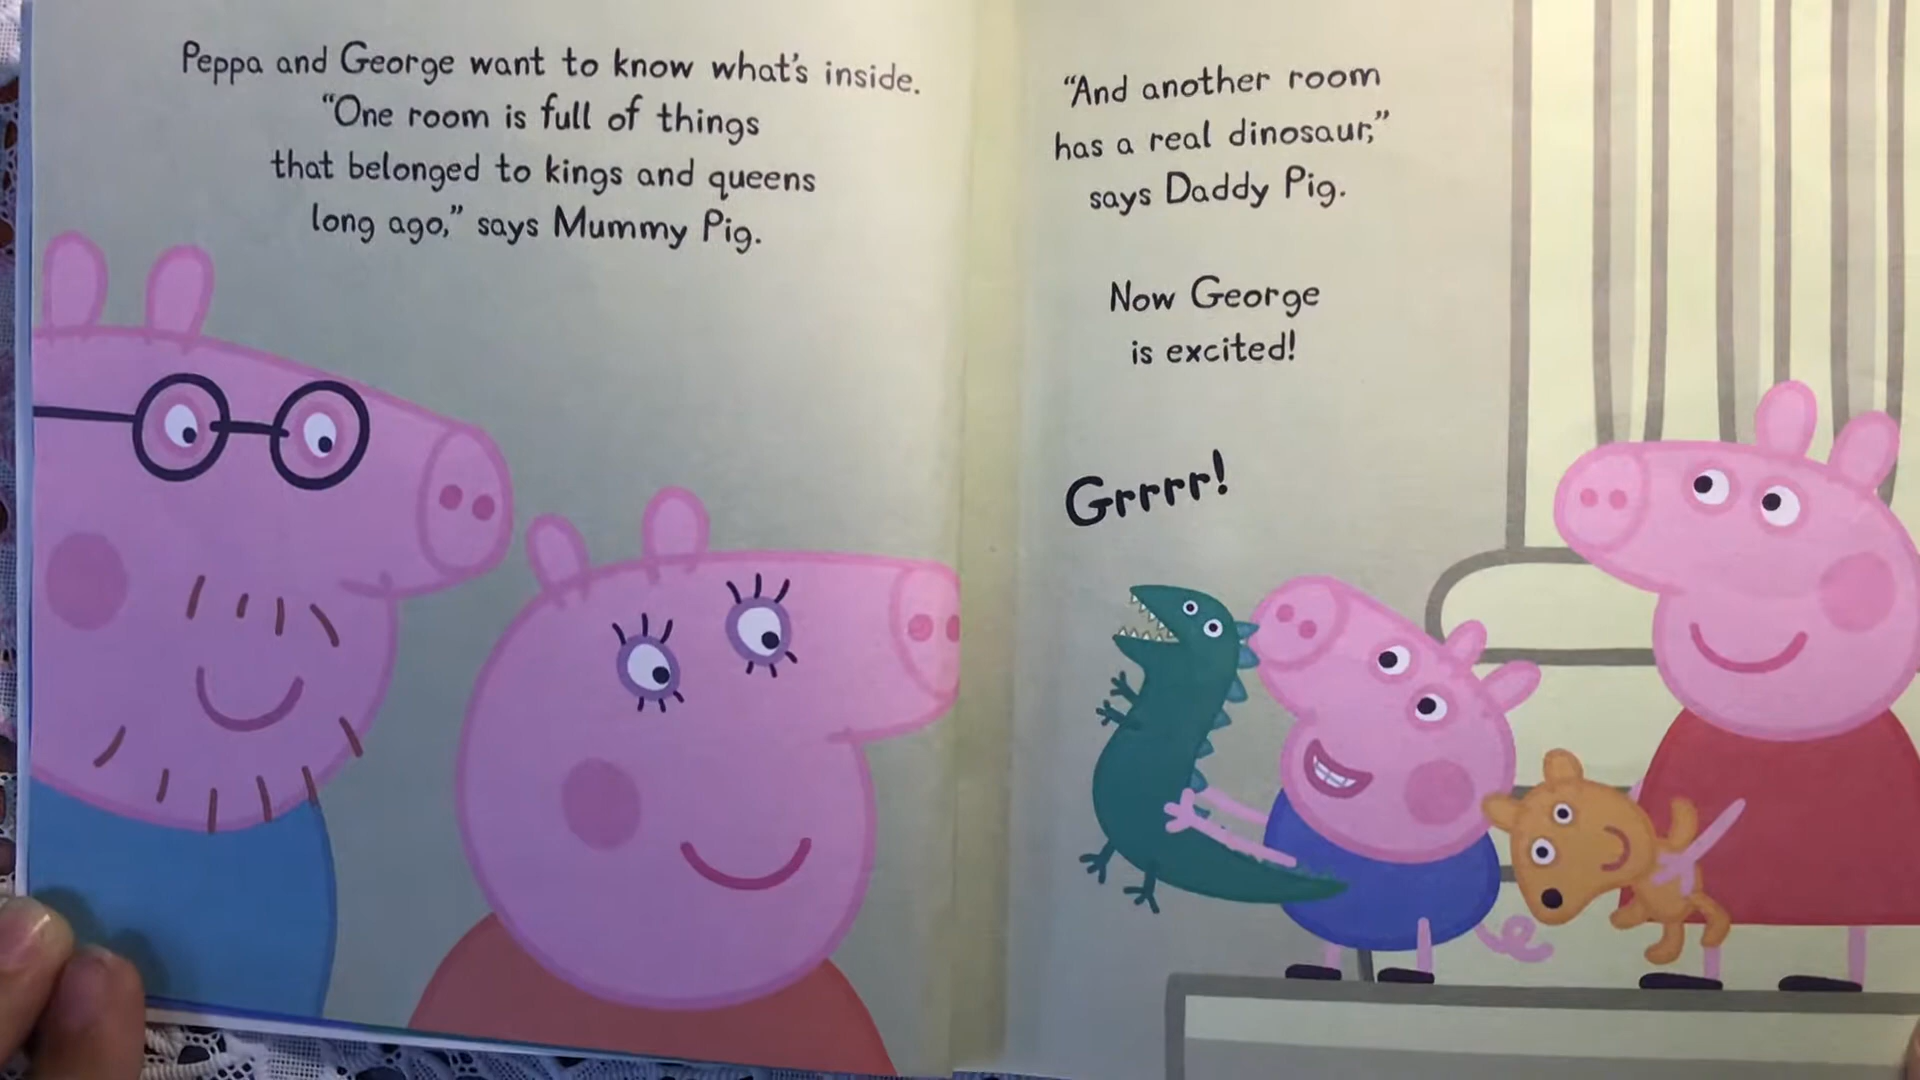 Peppa and George want to know what's inside.
“One room is full of things
that belonged to kings and queens
long ago,” says Mummy Pig.
“And another room
has a real dinosaur,”
says Daddy Pig.
Now George
is excited!
Grrrr!